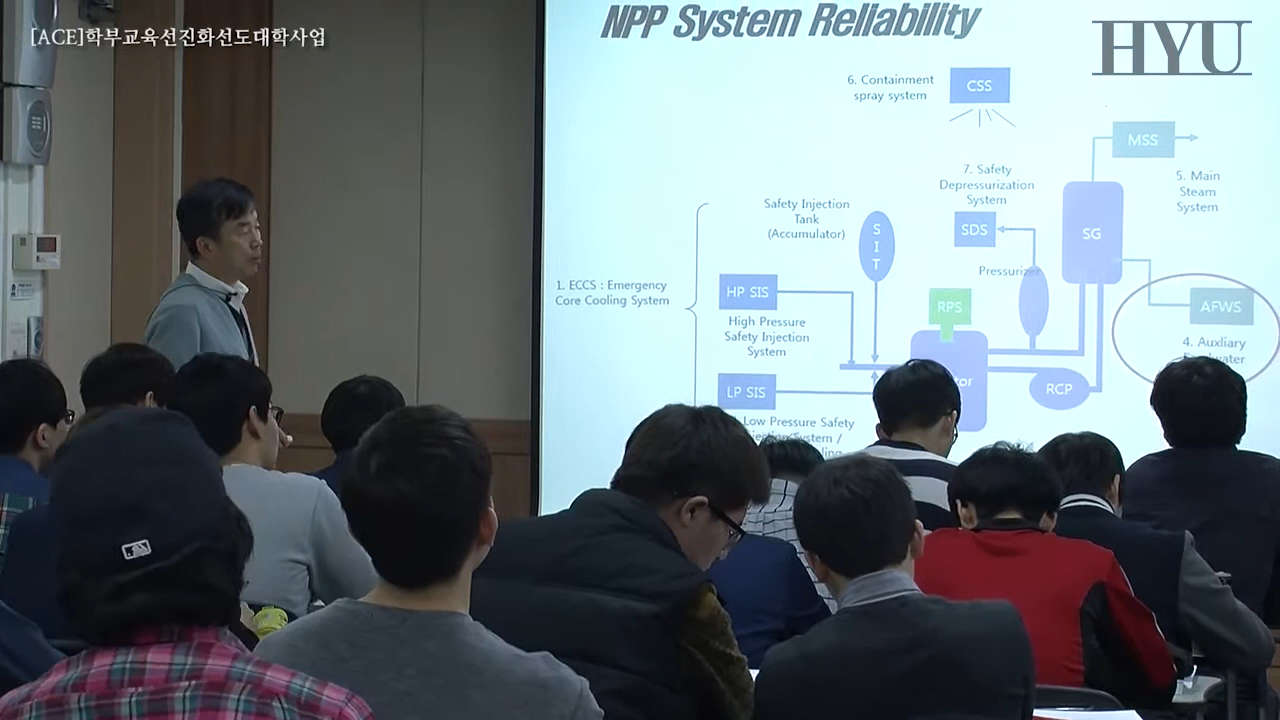 [ACE]학부교육선진화선도대학사업
HYU
NPP System Reliability
6. Containment
spray system
CSS
MSS
7. Safety
Depressurization
System
5. Main
Steam
System
Safety Injection
Tank
(Accumulator)
SIT
SDS
SG
Pressurizer
1. ECCS : Emergency
Core Cooling System
HP SIS
RPS
AFWS
High Pressure
Safety Injection
System
4. Auxliary
LP SIS
RCP
Low Pressure Safety
System /